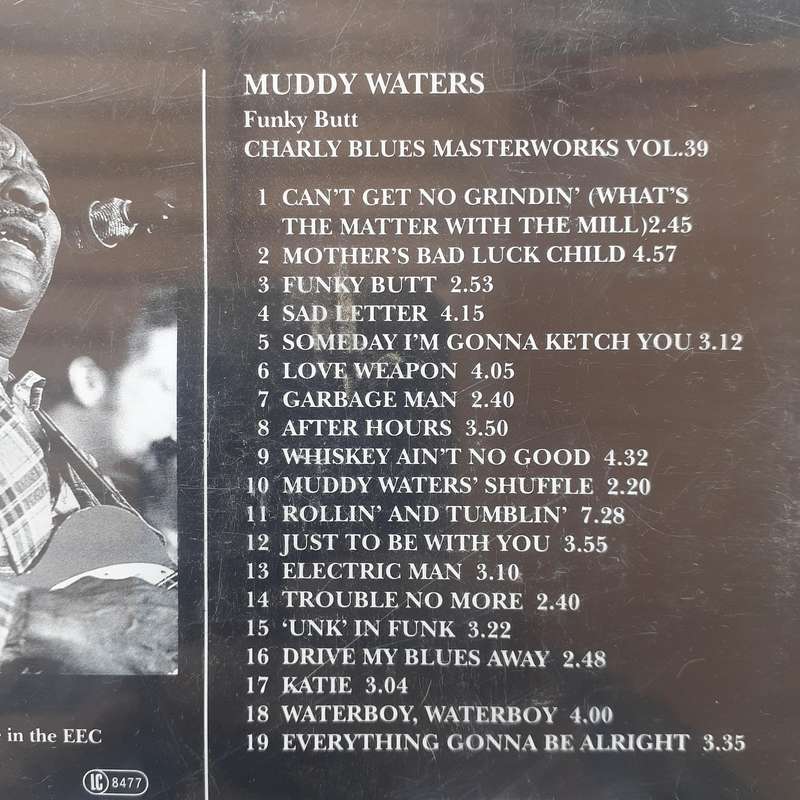 MUDDY WATERS
Funky Butt
CHARLY BLUES MASTERWORKS VOL.39
1 CAN'T GET NO GRINDIN' (WHAT'S
THE MATTER WITH THE MILL)2.45
2 MOTHER'S BAD LUCK CHILD 4.57
3 FUNKY BUTT 2.53
4 SAD LETTER 4.15
5 SOMEDAY I'M GONNA KETCH YOU 3.12
6 LOVE WEAPON 4.05
7 GARBAGE MAN 2.40
8 AFTER HOURS 3.50
9 WHISKEY AIN'T NO GOOD 4.32
10 MUDDY WATERS' SHUFFLE 2.20
11 ROLLIN' AND TUMBLIN' 7.28
12 JUST TO BE WITH YOU 3.55
13 ELECTRIC MAN 3.10
14 TROUBLE NO MORE 2.40
15 ‘UNK’ IN FUNK 3.22
16 DRIVE MY BLUES AWAY 2.48
17 KATIE 3.04
18 WATERBOY, WATERBOY 4.00
19 EVERYTHING GONNA BE ALRIGHT 3.35
in the EEC
LC 8477